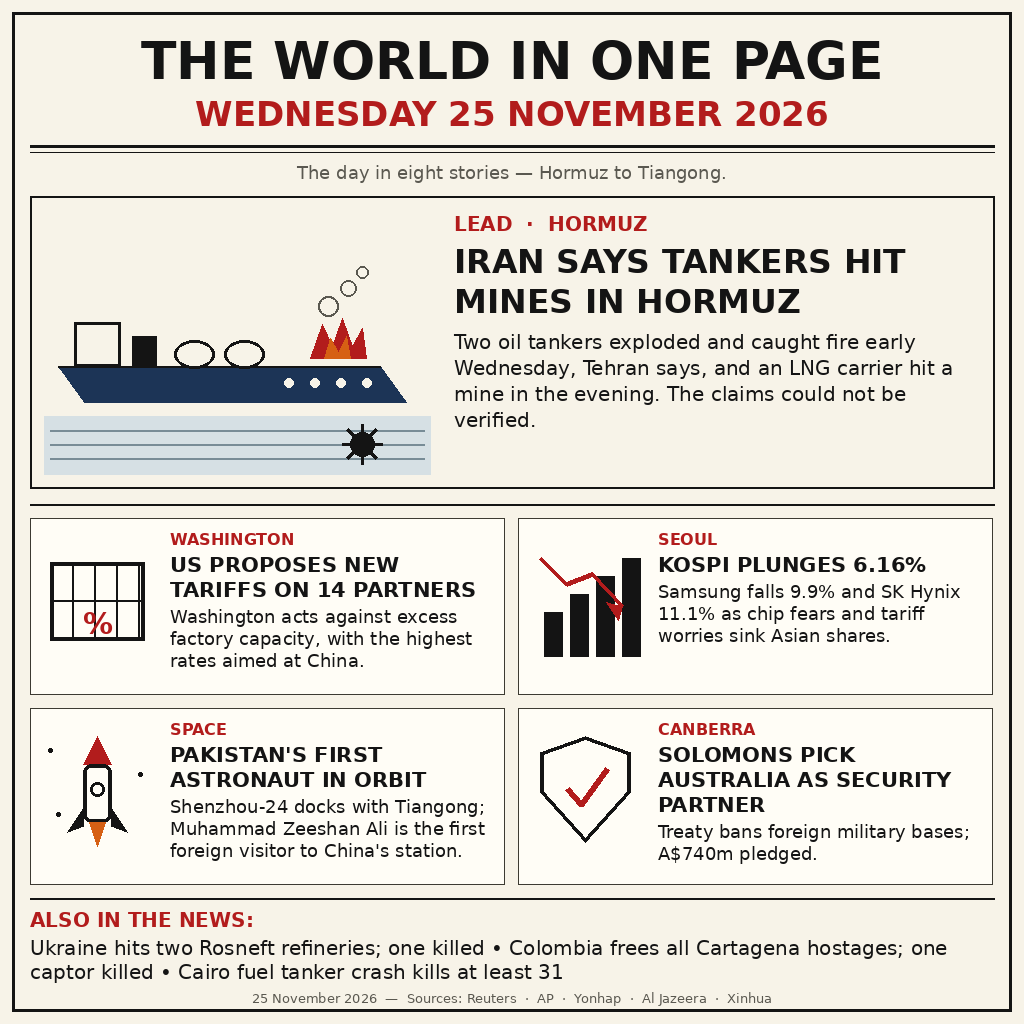 THE WORLD IN ONE PAGE
WEDNESDAY 25 NOVEMBER 2026
The day in eight stories — Hormuz to Tiangong.
LEAD · HORMUZ
IRAN SAYS TANKERS HIT
MINES IN HORMUZ
Two oil tankers exploded and caught fire early
Wednesday, Tehran says, and an LNG carrier hit a
mine in the evening. The claims could not be
verified.
WASHINGTON
US PROPOSES NEW
TARIFFS ON 14 PARTNERS
Washington acts against excess
factory capacity, with the highest
rates aimed at China.
%
SEOUL
KOSPI PLUNGES 6.16%
Samsung falls 9.9% and SK Hynix
11.1% as chip fears and tariff
worries sink Asian shares.
SPACE
PAKISTAN'S FIRST
ASTRONAUT IN ORBIT
Shenzhou-24 docks with Tiangong;
Muhammad Zeeshan Ali is the first
foreign visitor to China's station.
CANBERRA
SOLOMONS PICK
AUSTRALIA AS SECURITY
PARTNER
Treaty bans foreign military bases;
A$740m pledged.
ALSO IN THE NEWS:
Ukraine hits two Rosneft refineries; one killed • Colombia frees all Cartagena hostages; one
captor killed • Cairo fuel tanker crash kills at least 31
25 November 2026 — Sources: Reuters · AP · Yonhap · Al Jazeera · Xinhua